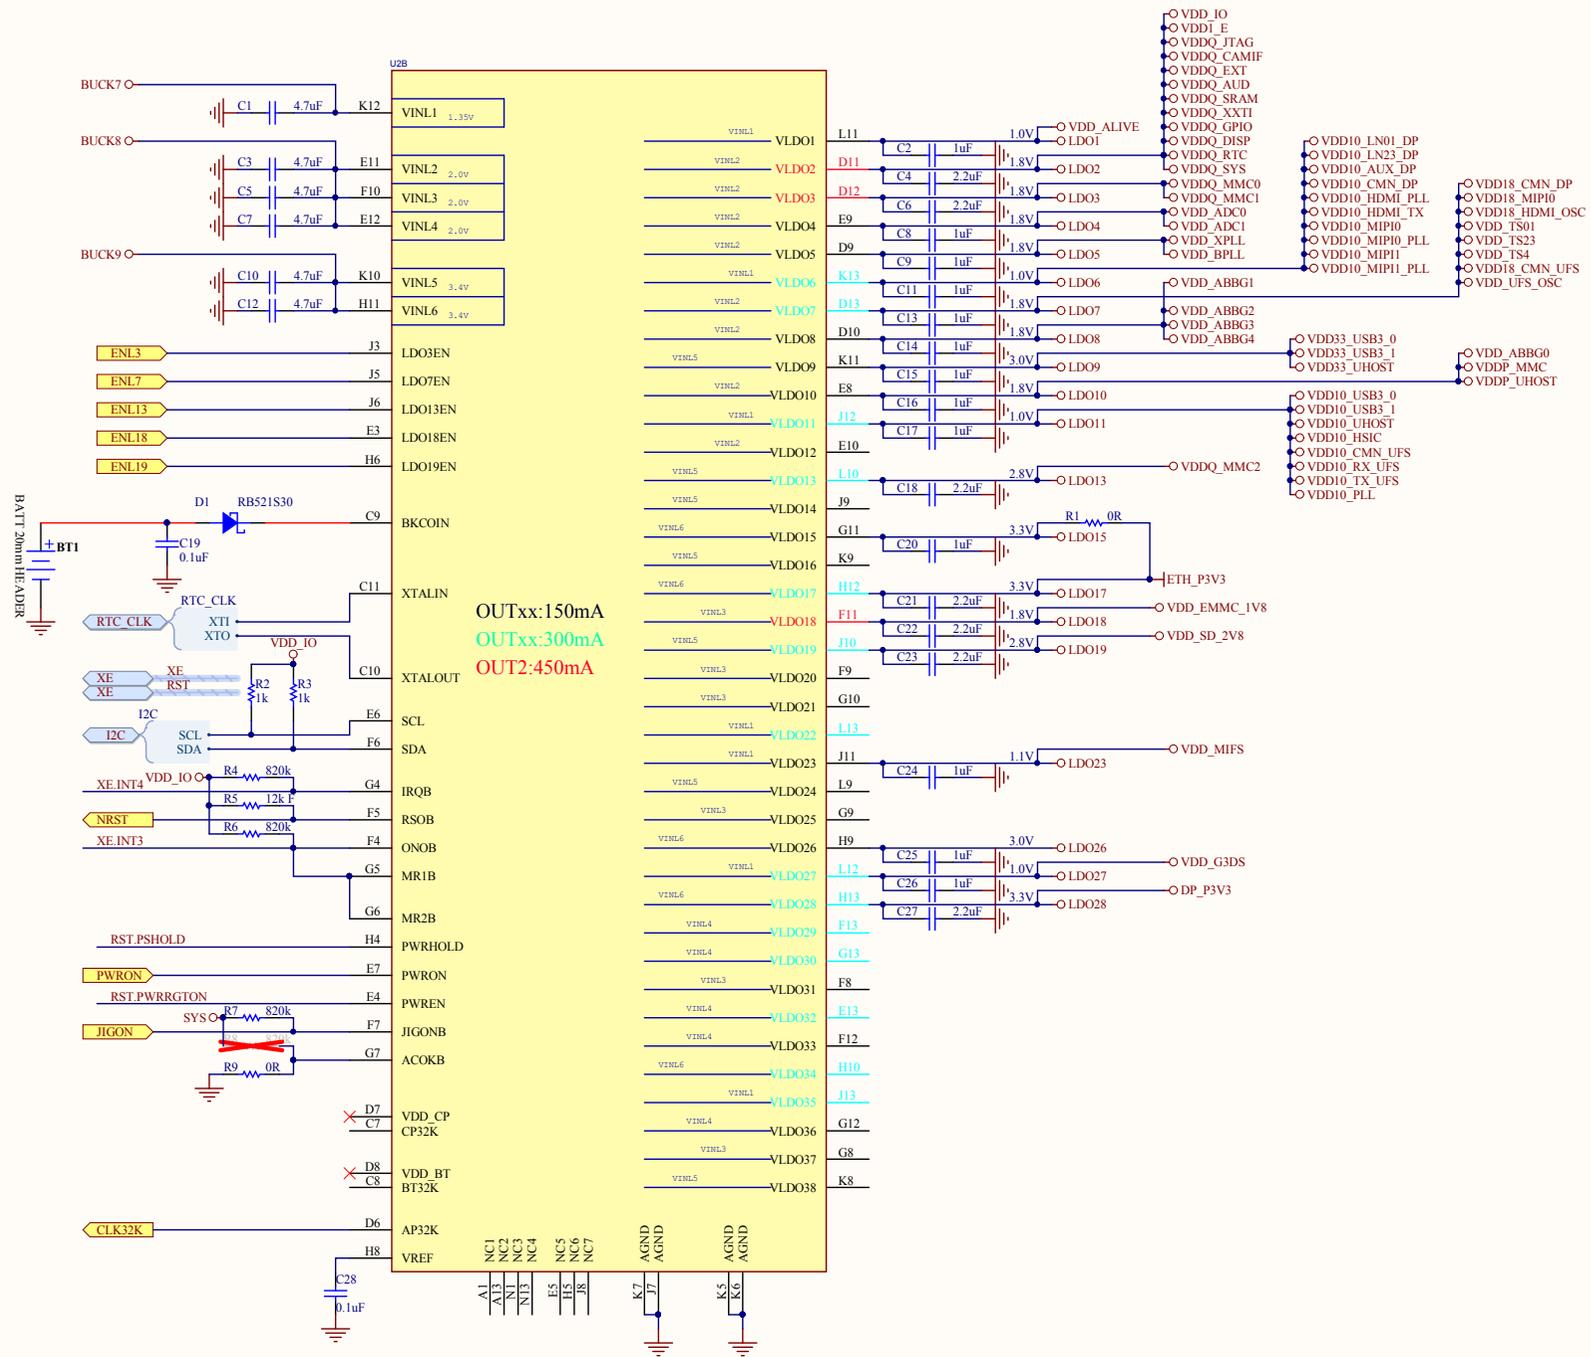 U2B
BUCK7
C1 4.7uF K12 VINL1 1.35V
BUCK8
C3 4.7uF E11 VINL2 2.0V
C5 4.7uF F10 VINL3 2.0V
C7 4.7uF E12 VINL4 2.0V
BUCK9
C10 4.7uF K10 VINL5 3.4V
C12 4.7uF H11 VINL6 3.4V
ENL3 J3 LDO3EN
ENL7 J5 LDO7EN
ENL13 J6 LDO13EN
ENL18 E3 LDO18EN
ENL19 H6 LDO19EN
BATT 20mm HEADER
BT1
D1 RB521S30
C9 BKCOIN
C19
0.1uF
C11 XTALIN
RTC_CLK
RTC_CLK XTI
XTO
VDD_IO
C10 XTALOUT
XE XE
XE RST
R2 R3
1k 1k
I2C
E6 SCL
I2C SCL
SDA F6 SDA
VDD_IO R4 820k
XE.INT4 G4 IRQB
R5 12k F
NRST F5 RSOB
R6 820k
XE.INT3 F4 ONOB
G5 MR1B
G6 MR2B
RST.PSHOLD H4 PWRHOLD
PWRON E7 PWRON
RST.PWRRGTON E4 PWREN
SYS R7 820k
JIGON F7 JIGONB
R8 820k
G7 ACOKB
R9 0R
D7 VDD_CP
C7 CP32K
D8 VDD_BT
C8 BT32K
CLK32K D6 AP32K
H8 VREF
C28
0.1uF
OUTxx:150mA
OUTxx:300mA
OUT2:450mA
NC1 NC2 NC3 NC4 NC5 NC6 NC7 AGND AGND AGND AGND
A1 A13 N1 N13 E5 H5 J8 K7 J7 K5 K6
VINL1 VLDO1 L11 C2 1uF 1.0V LDO1
VINL2 VLDO2 D11 C4 2.2uF 1.8V LDO2
VINL2 VLDO3 D12 C6 2.2uF 1.8V LDO3
VINL2 VLDO4 E9 C8 1uF 1.8V LDO4
VINL2 VLDO5 D9 C9 1uF 1.8V LDO5
VINL1 VLDO6 K13 C11 1uF 1.0V LDO6
VINL2 VLDO7 D13 C13 1uF 1.8V LDO7
VINL2 VLDO8 D10 C14 1uF 1.8V LDO8
VINL5 VLDO9 K11 C15 1uF 3.0V LDO9
VINL2 VLDO10 E8 C16 1uF 1.8V LDO10
VINL1 VLDO11 J12 C17 1uF 1.0V LDO11
VINL2 VLDO12 E10
VINL5 VLDO13 L10 C18 2.2uF 2.8V LDO13
VINL5 VLDO14 J9
VINL6 VLDO15 G11 C20 1uF 3.3V LDO15
VINL5 VLDO16 K9
VINL6 VLDO17 H12 C21 2.2uF 3.3V LDO17
VINL3 VLDO18 F11 C22 2.2uF 1.8V LDO18
VINL5 VLDO19 J10 C23 2.2uF 2.8V LDO19
VINL3 VLDO20 F9
VINL3 VLDO21 G10
VINL1 VLDO22 L13
VINL1 VLDO23 J11 C24 1uF 1.1V LDO23
VINL5 VLDO24 L9
VINL3 VLDO25 G9
VINL6 VLDO26 H9 C25 1uF 3.0V LDO26
VINL1 VLDO27 L12 C26 1uF 1.0V LDO27
VINL6 VLDO28 H13 C27 2.2uF 3.3V LDO28
VINL4 VLDO29 F13
VINL4 VLDO30 G13
VINL3 VLDO31 F8
VINL4 VLDO32 E13
VINL4 VLDO33 F12
VINL6 VLDO34 H10
VINL1 VLDO35 J13
VINL4 VLDO36 G12
VINL3 VLDO37 G8
VINL5 VLDO38 K8
VDD_ALIVE
VDD_IO
VDD1_E
VDDQ_JTAG
VDDQ_CAMIF
VDDQ_EXT
VDDQ_AUD
VDDQ_SRAM
VDDQ_XXTI
VDDQ_GPIO
VDDQ_DISP
VDDQ_RTC
VDDQ_SYS
VDDQ_MMC0
VDDQ_MMC1
VDD_ADC0
VDD_ADC1
VDD_XPLL
VDD_BPLL
VDD_ABBG1
VDD_ABBG2
VDD_ABBG3
VDD_ABBG4
VDD10_LN01_DP
VDD10_LN23_DP
VDD10_AUX_DP
VDD10_CMN_DP
VDD10_HDMI_PLL
VDD10_HDMI_TX
VDD10_MIPI0
VDD10_MIPI0_PLL
VDD10_MIPI1
VDD10_MIPI1_PLL
VDD18_CMN_DP
VDD18_MIPI0
VDD18_HDMI_OSC
VDD_TS01
VDD_TS23
VDD_TS4
VDD18_CMN_UFS
VDD_UFS_OSC
VDD33_USB3_0
VDD33_USB3_1
VDD33_UHOST
VDD_ABBG0
VDDP_MMC
VDDP_UHOST
VDD10_USB3_0
VDD10_USB3_1
VDD10_UHOST
VDD10_HSIC
VDD10_CMN_UFS
VDD10_RX_UFS
VDD10_TX_UFS
VDD10_PLL
VDDQ_MMC2
R1 0R
ETH_P3V3
VDD_EMMC_1V8
VDD_SD_2V8
VDD_MIFS
VDD_G3DS
DP_P3V3